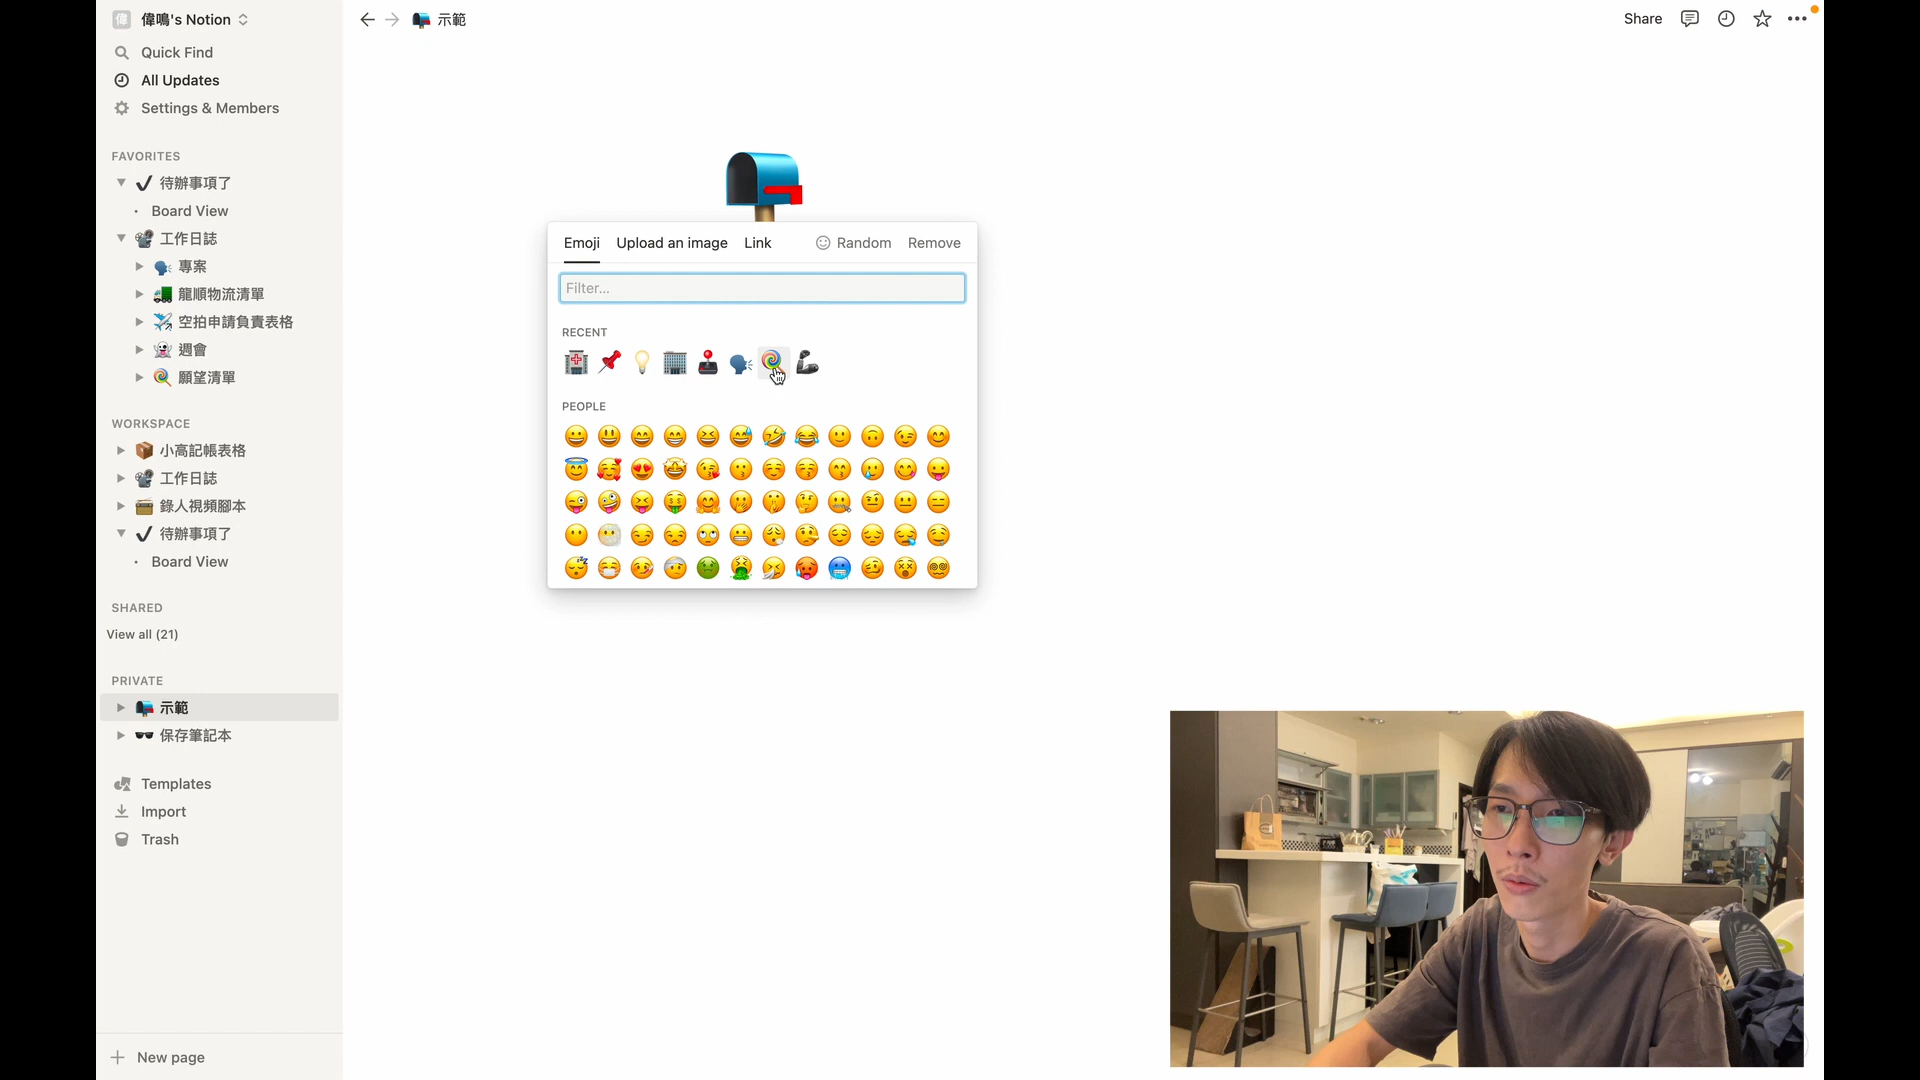 偉 偉鳴's Notion
Quick Find
All Updates
Settings & Members
FAVORITES
待辦事項了
Board View
工作日誌
專案
龍順物流清單
空拍申請負責表格
週會
願望清單
WORKSPACE
小高記帳表格
工作日誌
錄人視頻腳本
待辦事項了
Board View
SHARED
View all (21)
PRIVATE
示範
保存筆記本
Templates
Import
Trash
New page
示範
Share
Emoji Upload an image Link Random Remove
Filter...
RECENT
PEOPLE